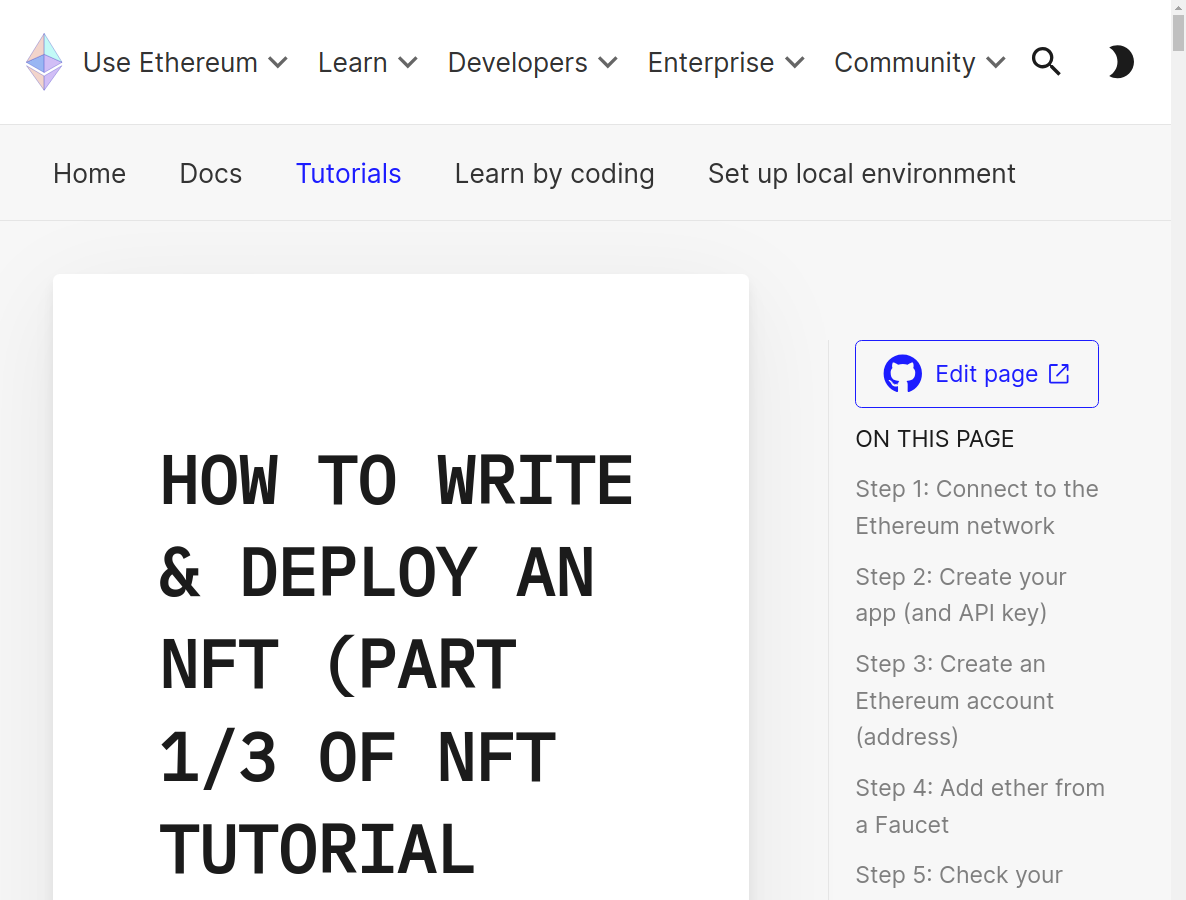 Use Ethereum Learn Developers Enterprise Community
Home Docs Tutorials Learn by coding Set up local environment
HOW TO WRITE
& DEPLOY AN
NFT (PART
1/3 OF NFT
TUTORIAL
Edit page
ON THIS PAGE
Step 1: Connect to the
Ethereum network
Step 2: Create your
app (and API key)
Step 3: Create an
Ethereum account
(address)
Step 4: Add ether from
a Faucet
Step 5: Check your